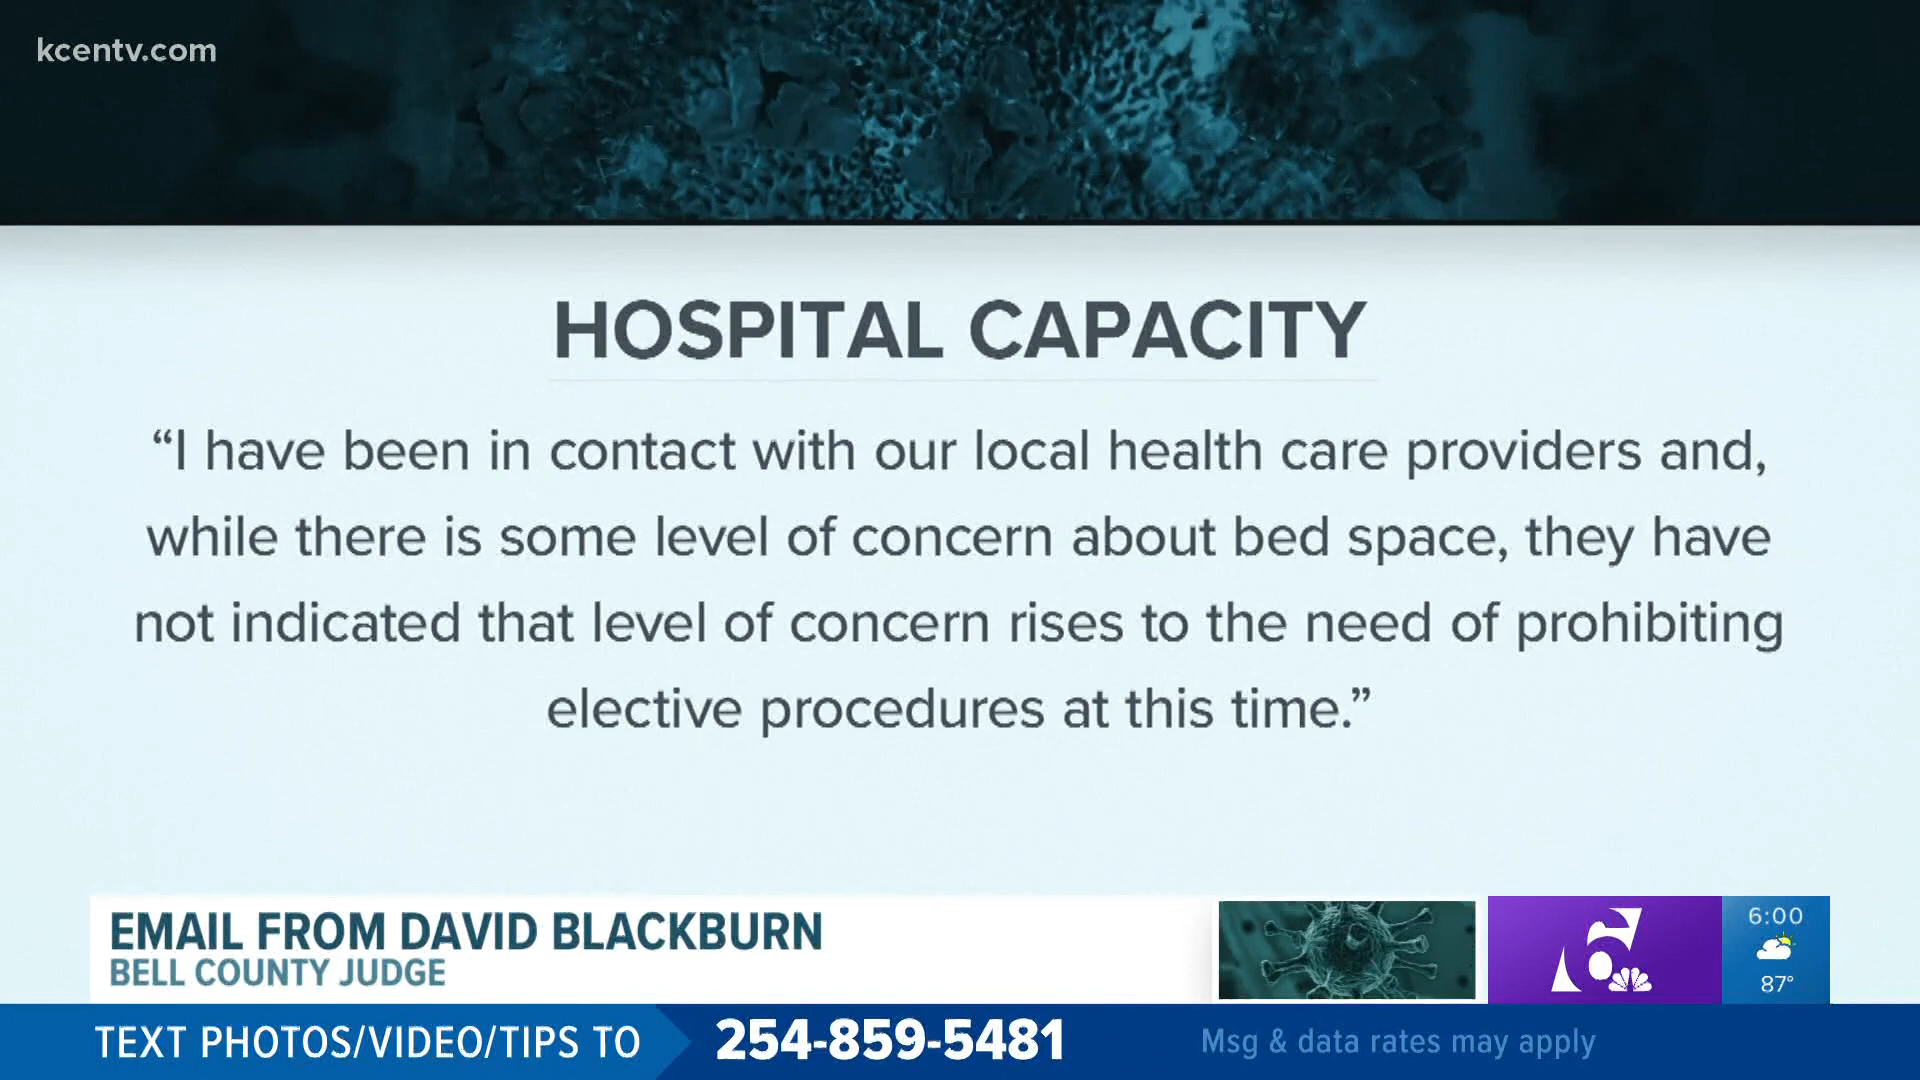 kcentv.com
HOSPITAL CAPACITY
“I have been in contact with our local health care providers and,
while there is some level of concern about bed space, they have
not indicated that level of concern rises to the need of prohibiting
elective procedures at this time.”
EMAIL FROM DAVID BLACKBURN
BELL COUNTY JUDGE
6
6:00
87°
TEXT PHOTOS/VIDEO/TIPS TO 254-859-5481 Msg & data rates may apply